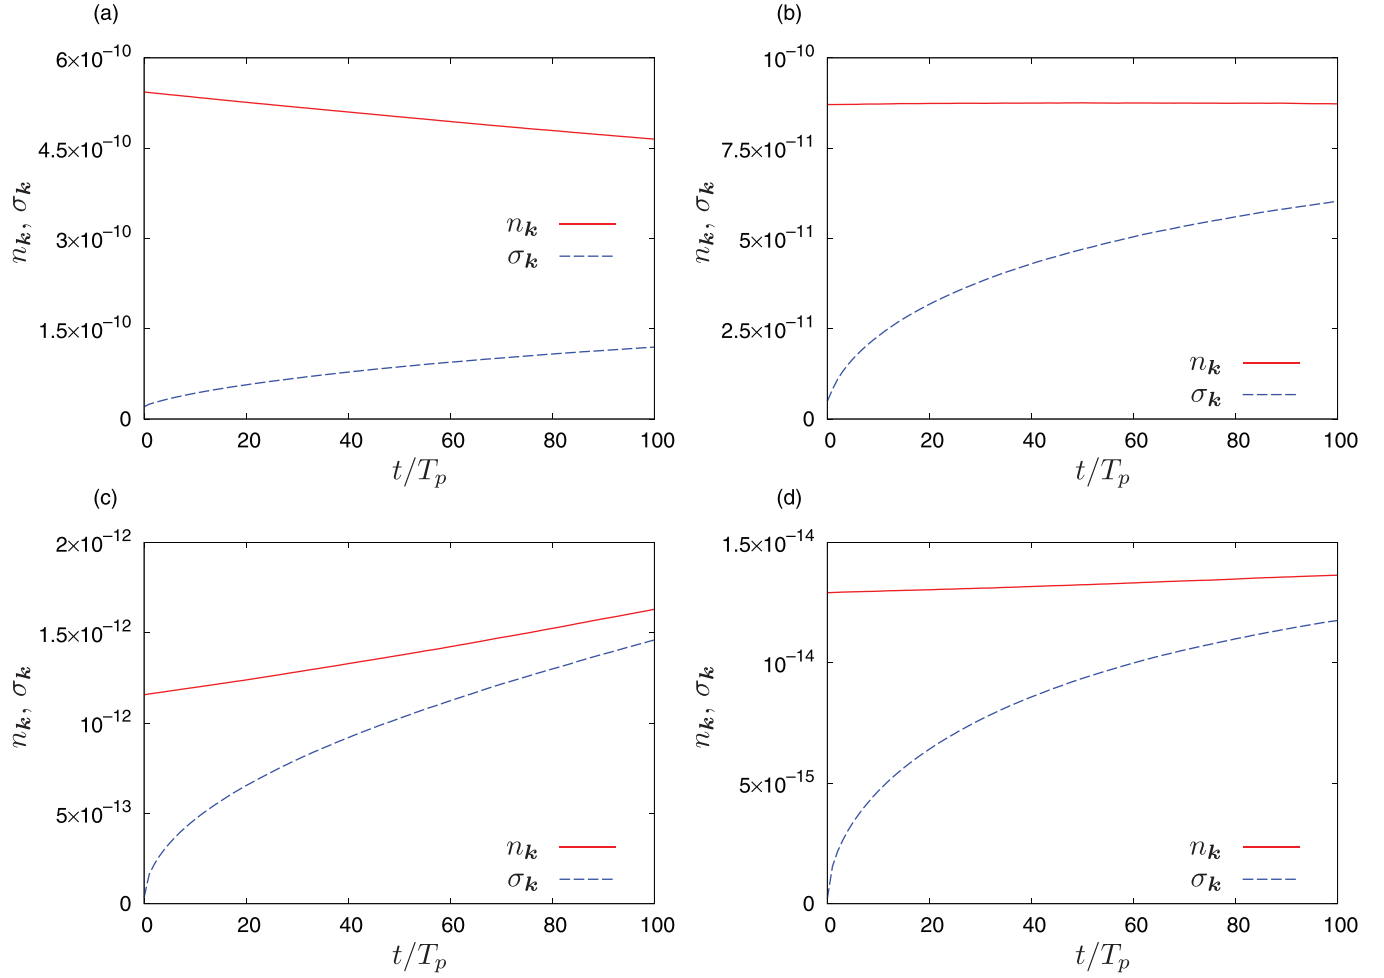 (a)
6×10⁻¹⁰
4.5×10⁻¹⁰
3×10⁻¹⁰
1.5×10⁻¹⁰
0
n_k, σ_k
n_k
σ_k
0 20 40 60 80 100
t/T_p
(b)
10⁻¹⁰
7.5×10⁻¹¹
5×10⁻¹¹
2.5×10⁻¹¹
0
n_k, σ_k
n_k
σ_k
0 20 40 60 80 100
t/T_p
(c)
2×10⁻¹²
1.5×10⁻¹²
10⁻¹²
5×10⁻¹³
0
n_k, σ_k
n_k
σ_k
0 20 40 60 80 100
t/T_p
(d)
1.5×10⁻¹⁴
10⁻¹⁴
5×10⁻¹⁵
0
n_k, σ_k
n_k
σ_k
0 20 40 60 80 100
t/T_p